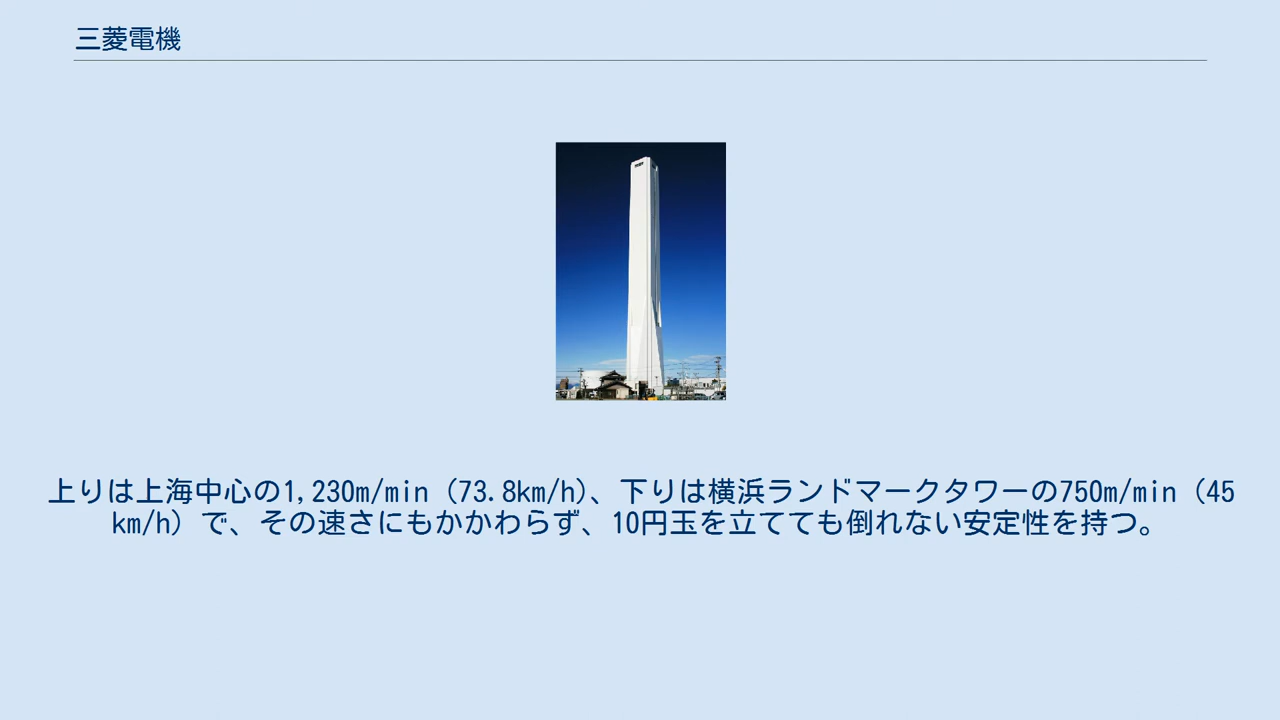 三菱電機
上りは上海中心の1,230m/min（73.8km/h)、下りは横浜ランドマークタワーの750m/min（45
km/h）で、その速さにもかかわらず、10円玉を立てても倒れない安定性を持つ。